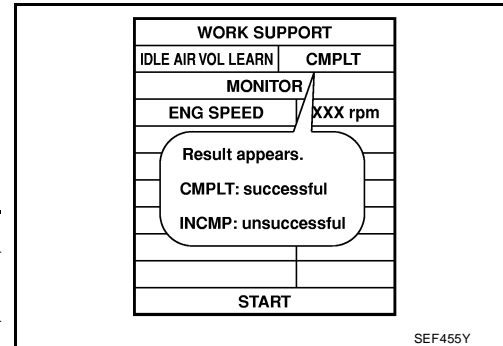 WORK SUPPORT
IDLE AIR VOL LEARN CMPLT
MONITOR
ENG SPEED XXX rpm
Result appears.
CMPLT: successful
INCMP: unsuccessful
START
SEF455Y